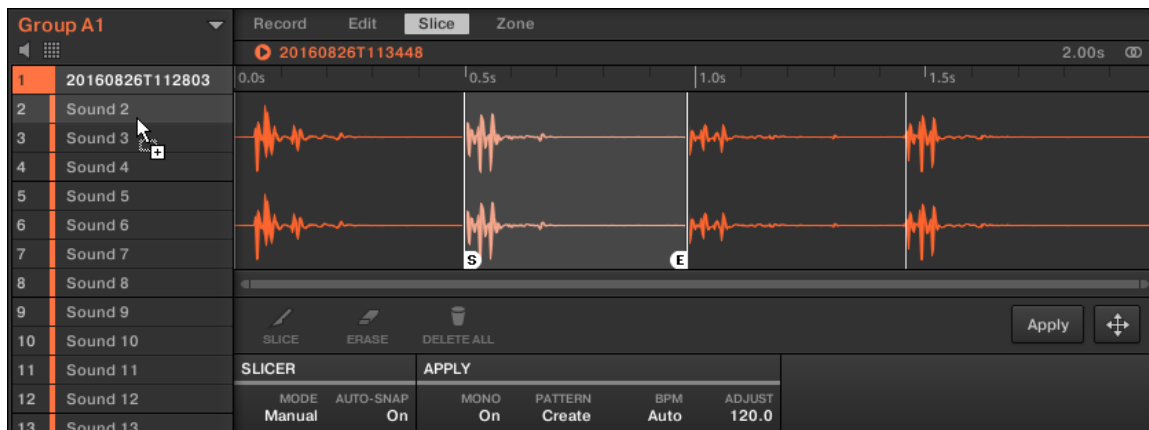 Group A1
Record Edit Slice Zone
20160826T113448 2.00s
1 20160826T112803
0.0s 0.5s 1.0s 1.5s
2 Sound 2
3 Sound 3
4 Sound 4
5 Sound 5
6 Sound 6
7 Sound 7
8 Sound 8
9 Sound 9
10 Sound 10
11 Sound 11
12 Sound 12
13 Sound 13
S E
SLICE ERASE DELETE ALL Apply
SLICER APPLY
MODE AUTO-SNAP MONO PATTERN BPM ADJUST
Manual On On Create Auto 120.0